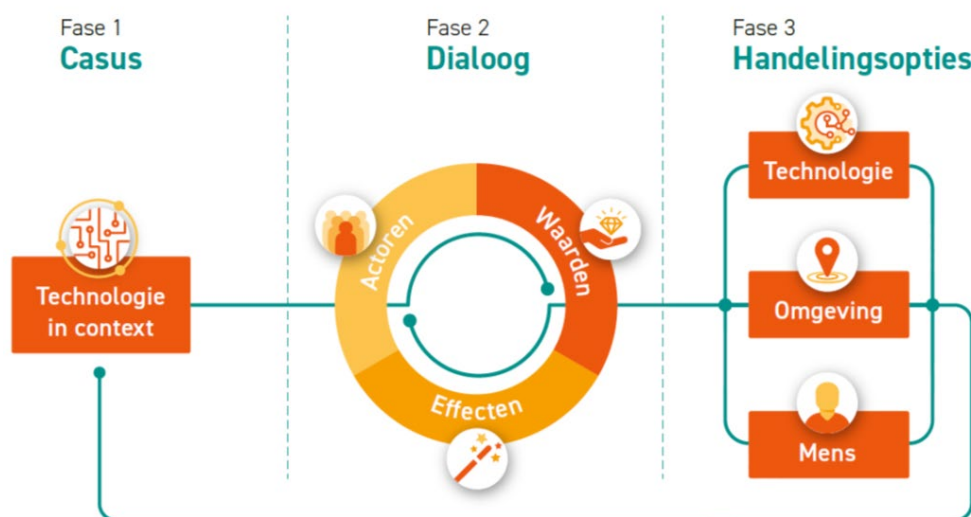 Fase 1
Casus
Fase 2
Dialoog
Fase 3
Handelingsopties
Technologie
in context
Actoren
Waarden
Effecten
Technologie
Omgeving
Mens